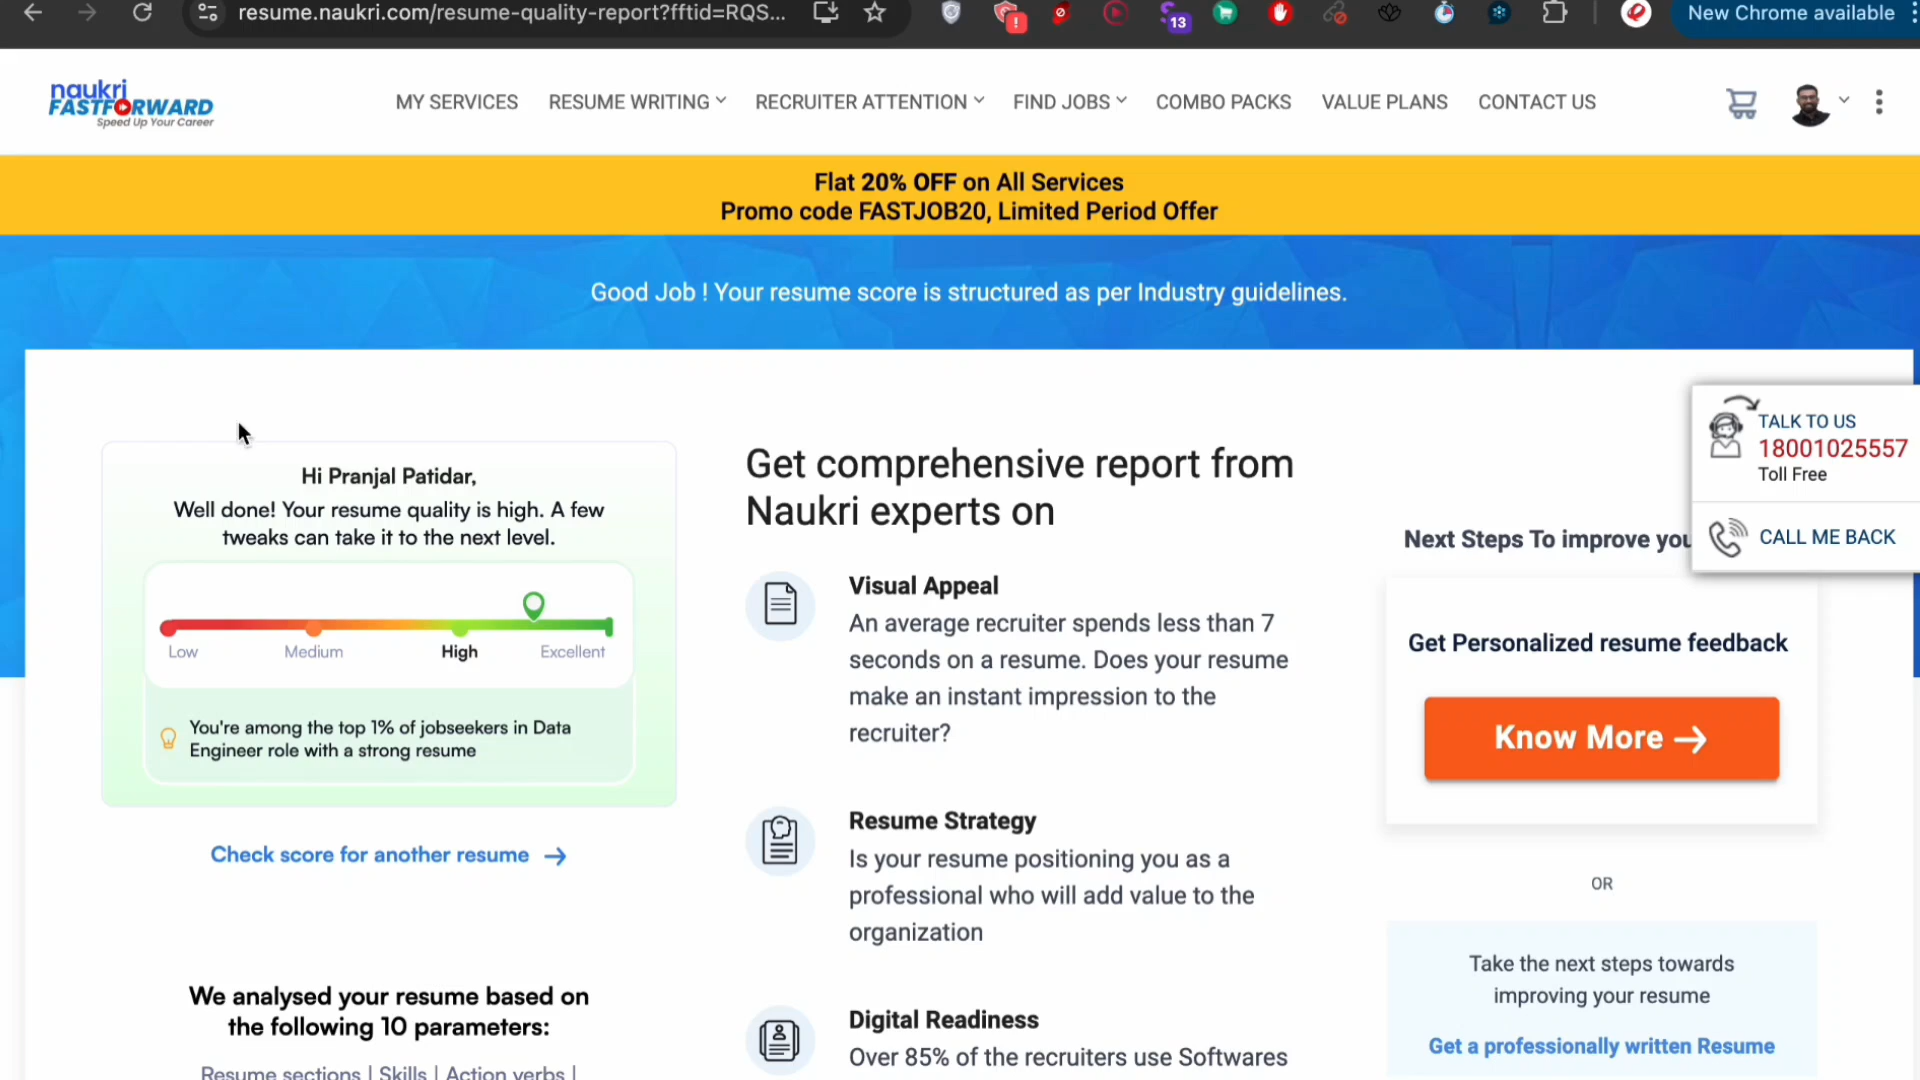 resume.naukri.com/resume-quality-report?fftid=RQS...
13
New Chrome available
naukri
FASTFORWARD
Speed Up Your Career
MY SERVICES
RESUME WRITING
RECRUITER ATTENTION
FIND JOBS
COMBO PACKS
VALUE PLANS
CONTACT US
Flat 20% OFF on All Services
Promo code FASTJOB20, Limited Period Offer
Good Job ! Your resume score is structured as per Industry guidelines.
Hi Pranjal Patidar,
Well done! Your resume quality is high. A few
tweaks can take it to the next level.
Low
Medium
High
Excellent
You're among the top 1% of jobseekers in Data
Engineer role with a strong resume
Check score for another resume
We analysed your resume based on
the following 10 parameters:
Resume sections | Skills | Action verbs |
Get comprehensive report from
Naukri experts on
Visual Appeal
An average recruiter spends less than 7
seconds on a resume. Does your resume
make an instant impression to the
recruiter?
Resume Strategy
Is your resume positioning you as a
professional who will add value to the
organization
Digital Readiness
Over 85% of the recruiters use Softwares
TALK TO US
18001025557
Toll Free
CALL ME BACK
Next Steps To improve you
Get Personalized resume feedback
Know More
OR
Take the next steps towards
improving your resume
Get a professionally written Resume